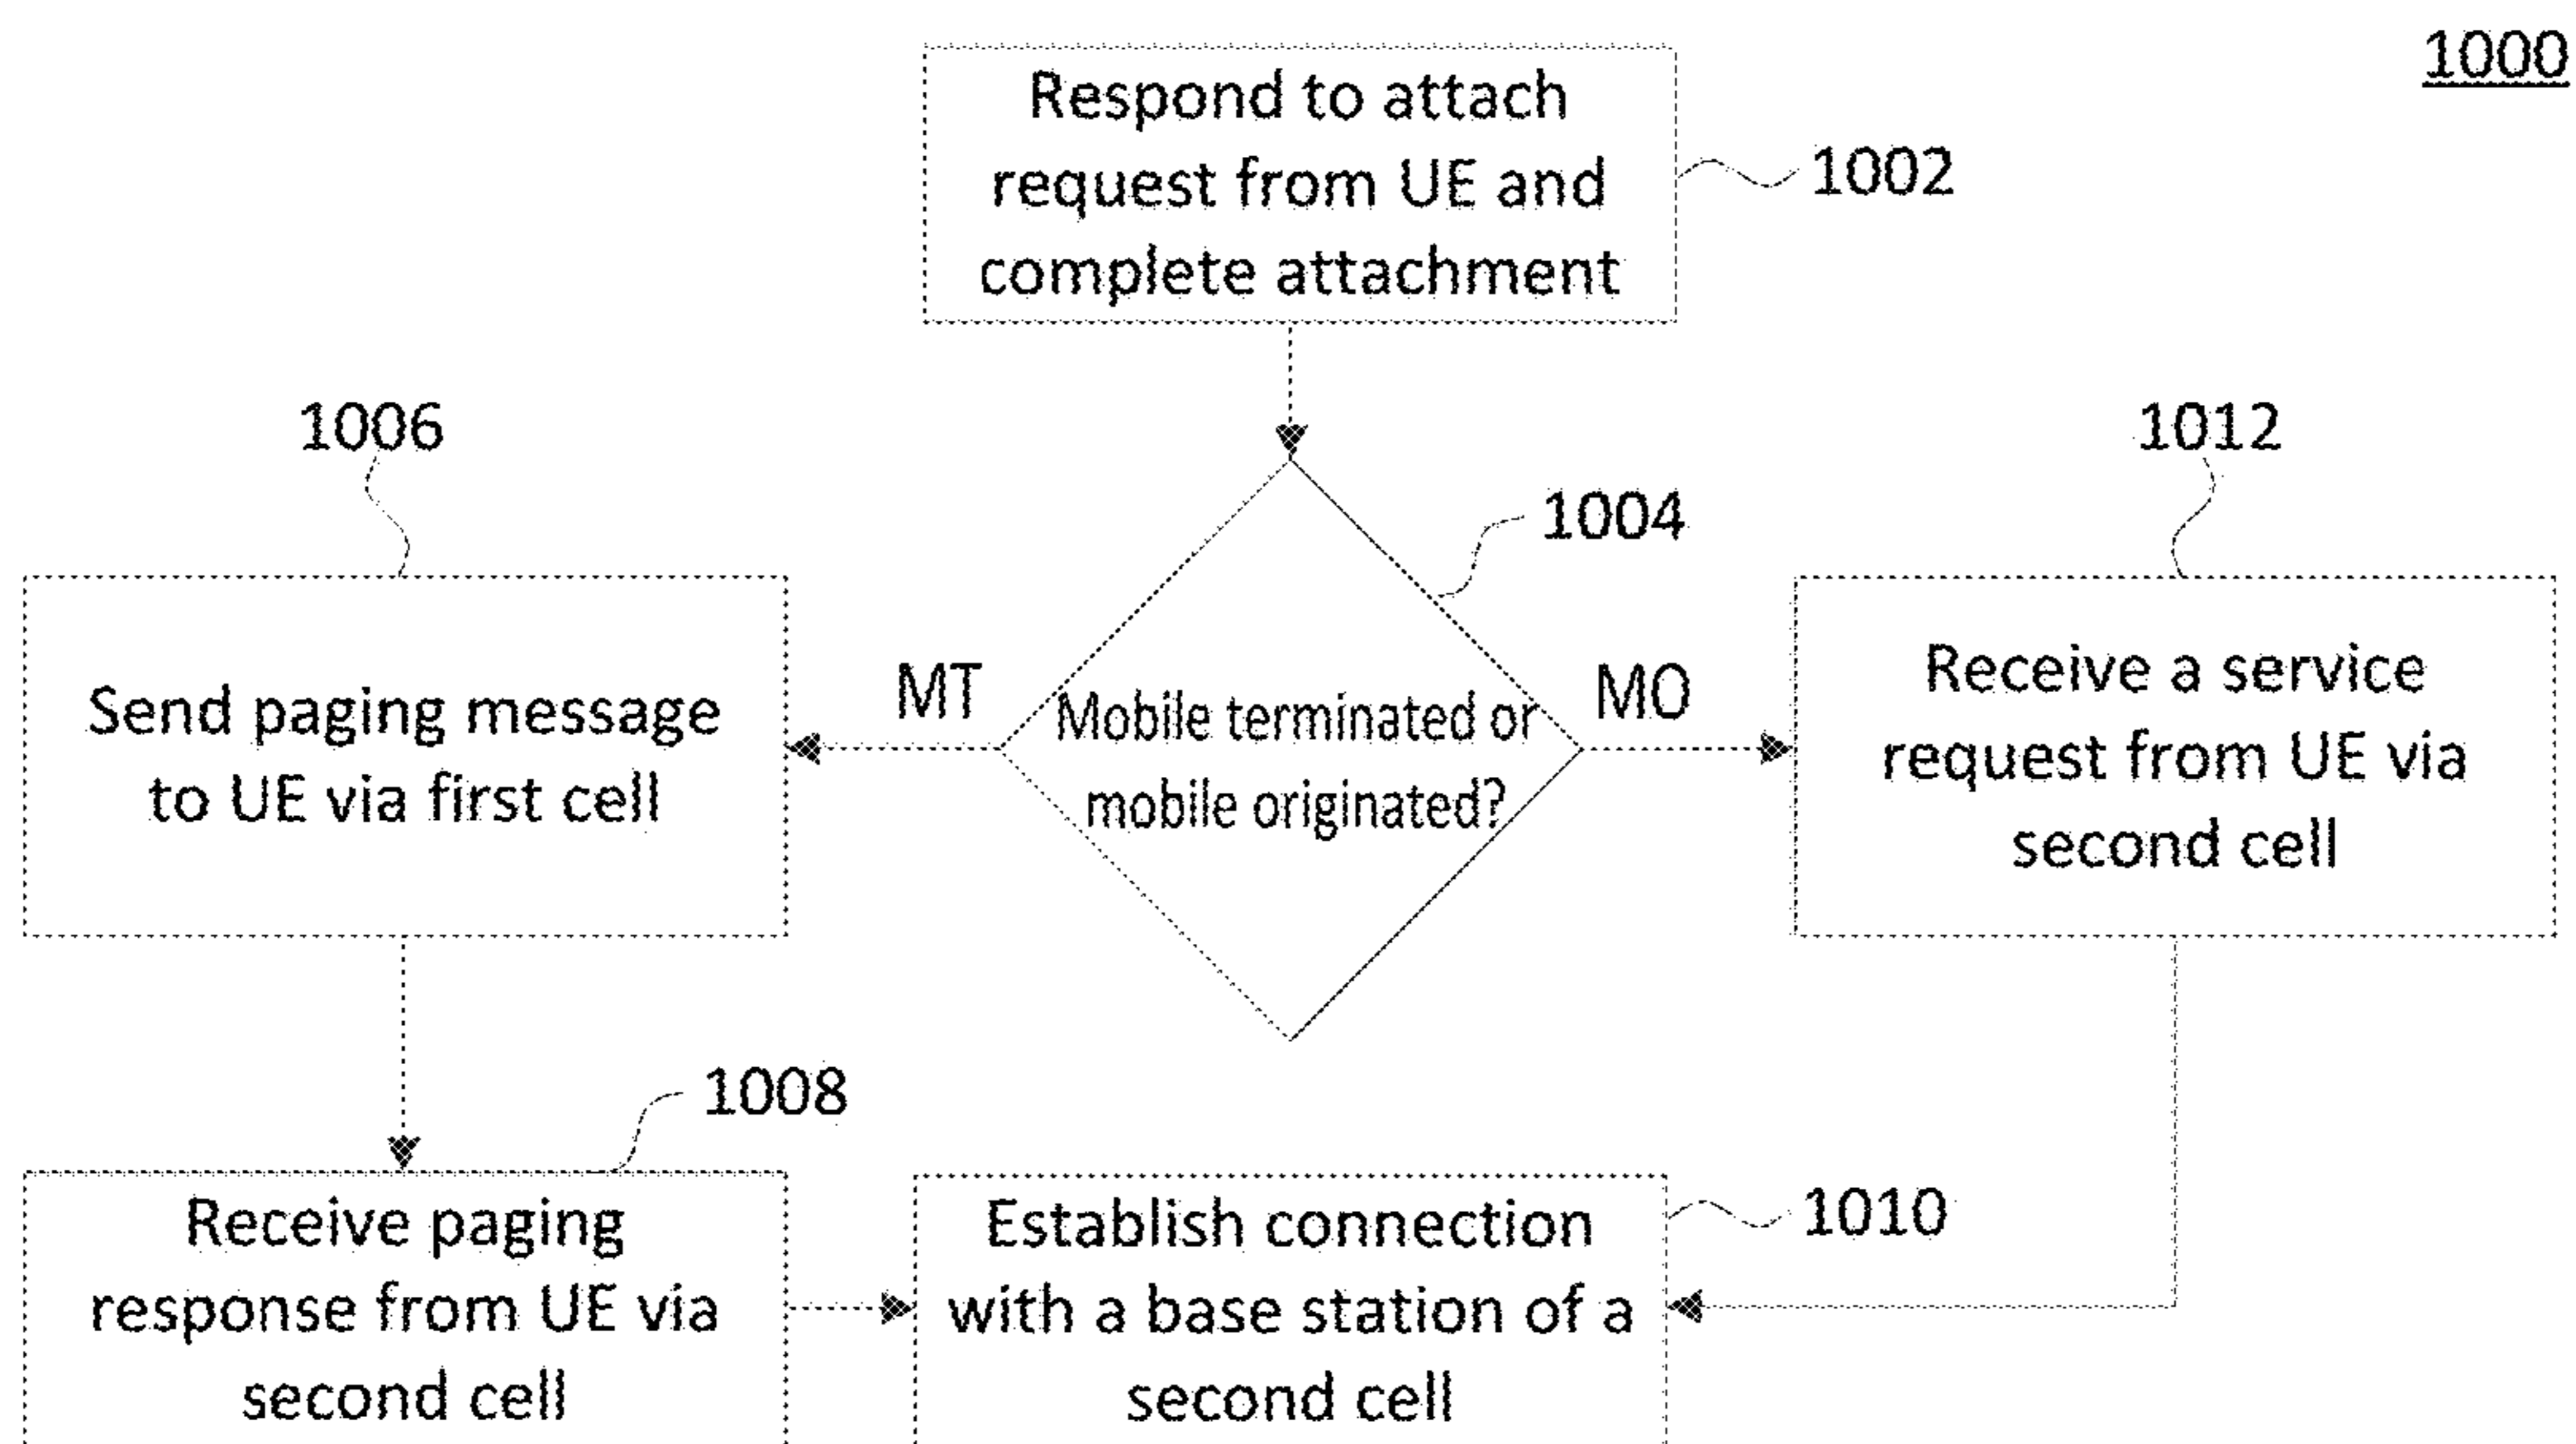 1000
Respond to attach
request from UE and
complete attachment
1002
1006
1012
1004
Send paging message
to UE via first cell
MT
Mobile terminated or
mobile originated?
MO
Receive a service
request from UE via
second cell
1008
Receive paging
response from UE via
second cell
Establish connection
with a base station of a
second cell
1010